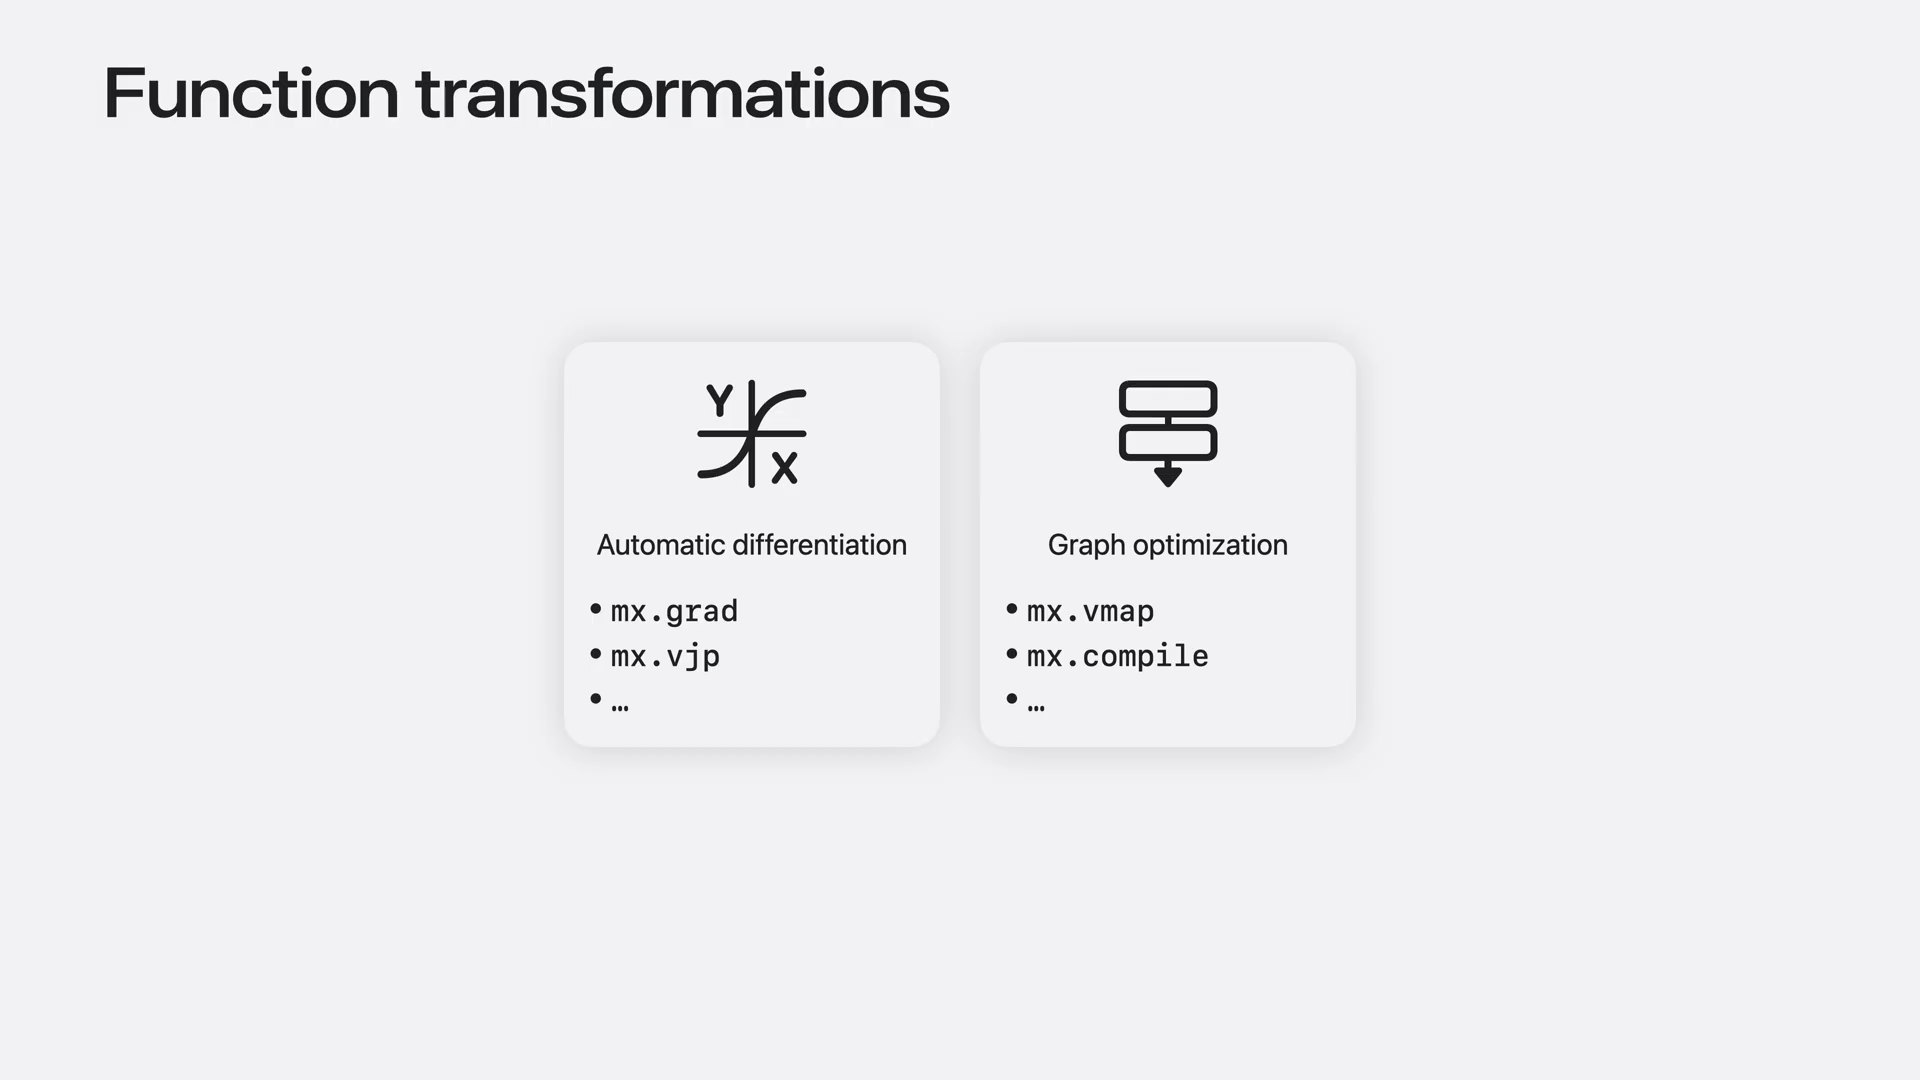 Function transformations
Y
X
Automatic differentiation
• mx.grad
• mx.vjp
• …
Graph optimization
• mx.vmap
• mx.compile
• …